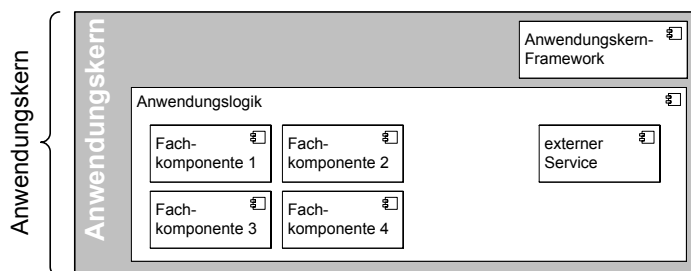 Anwendungskern
Anwendungskern
Anwendungskern-
Framework
Anwendungslogik
Fach-
komponente 1
Fach-
komponente 2
externer
Service
Fach-
komponente 3
Fach-
komponente 4